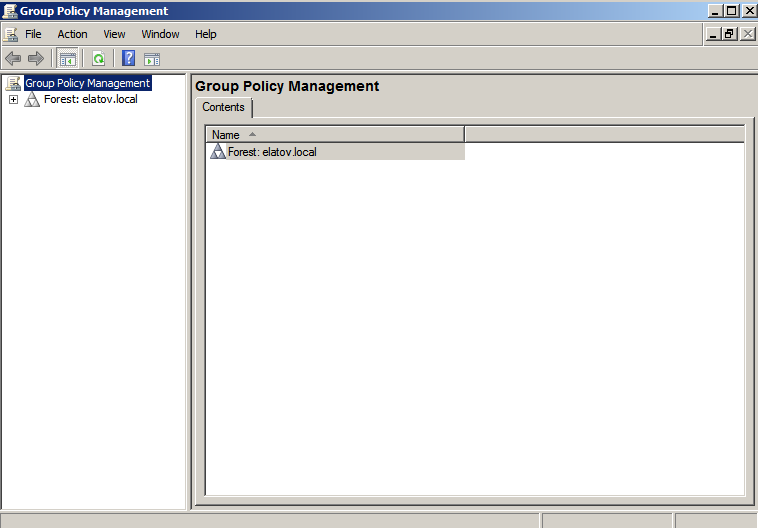 Group Policy Management
File Action View Window Help
Group Policy Management
Forest: elatov.local
Group Policy Management
Contents
Name
Forest: elatov.local